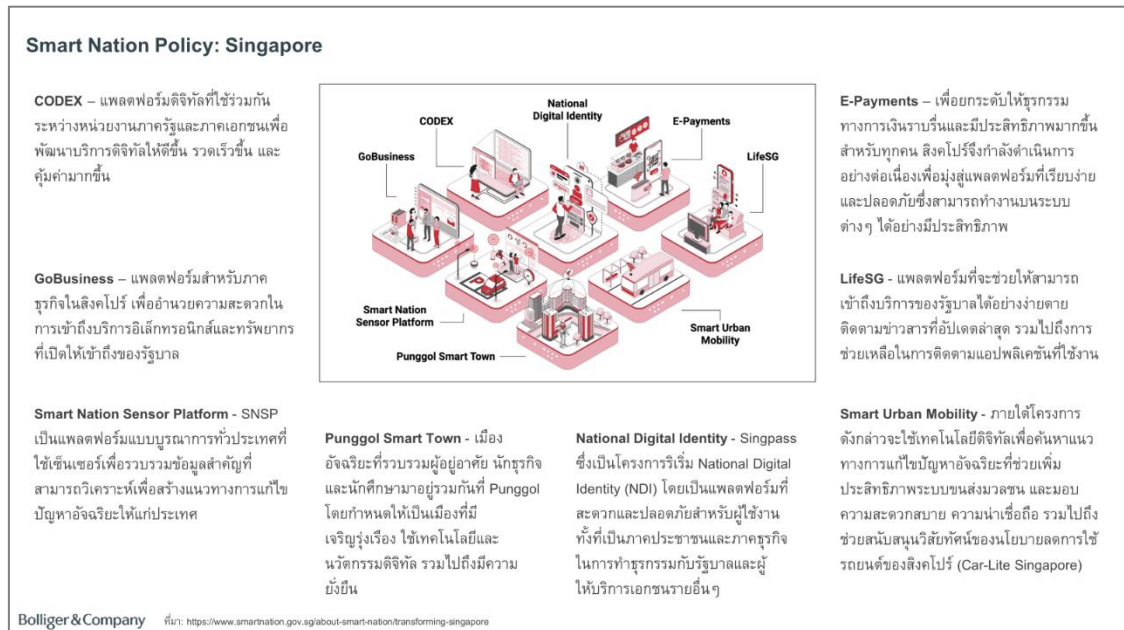 Smart Nation Policy: Singapore
CODEX – แพลตฟอร์มดิจิทัลที่ใช้ร่วมกัน
ระหว่างหน่วยงานภาครัฐและภาคเอกชนเพื่อ
พัฒนาบริการดิจิทัลให้ดีขึ้น รวดเร็วขึ้น และ
คุ้มค่ามากขึ้น
GoBusiness – แพลตฟอร์มสำหรับภาค
ธุรกิจในสิงคโปร์ เพื่ออำนวยความสะดวกใน
การเข้าถึงบริการอิเล็กทรอนิกส์และทรัพยากร
ที่เปิดให้เข้าถึงของรัฐบาล
Smart Nation Sensor Platform - SNSP
เป็นแพลตฟอร์มแบบบูรณาการทั่วประเทศที่
ใช้เซ็นเซอร์เพื่อรวบรวมข้อมูลสำคัญที่
สามารถวิเคราะห์เพื่อสร้างแนวทางการแก้ไข
ปัญหาอัจฉริยะให้แก่ประเทศ
National
Digital Identity
CODEX
E-Payments
GoBusiness
LifeSG
Smart Nation
Sensor Platform
Smart Urban
Mobility
Punggol Smart Town
Punggol Smart Town - เมือง
อัจฉริยะที่รวบรวมผู้อยู่อาศัย นักธุรกิจ
และนักศึกษามาอยู่รวมกันที่ Punggol
โดยกำหนดให้เป็นเมืองที่มี
เจริญรุ่งเรือง ใช้เทคโนโลยีและ
นวัตกรรมดิจิทัล รวมไปถึงมีความ
ยั่งยืน
National Digital Identity - Singpass
ซึ่งเป็นโครงการริเริ่ม National Digital
Identity (NDI) โดยเป็นแพลตฟอร์มที่
สะดวกและปลอดภัยสำหรับผู้ใช้งาน
ทั้งที่เป็นภาคประชาชนและภาคธุรกิจ
ในการทำธุรกรรมกับรัฐบาลและผู้
ให้บริการเอกชนรายอื่นๆ
E-Payments – เพื่อยกระดับให้ธุรกรรม
ทางการเงินราบรื่นและมีประสิทธิภาพมากขึ้น
สำหรับทุกคน สิงคโปร์จึงกำลังดำเนินการ
อย่างต่อเนื่องเพื่อมุ่งสู่แพลตฟอร์มที่เรียบง่าย
และปลอดภัยซึ่งสามารถทำงานบนระบบ
ต่างๆ ได้อย่างมีประสิทธิภาพ
LifeSG - แพลตฟอร์มที่จะช่วยให้สามารถ
เข้าถึงบริการของรัฐบาลได้อย่างง่ายดาย
ติดตามข่าวสารที่อัปเดตล่าสุด รวมไปถึงการ
ช่วยเหลือในการติดตามแอปพลิเคชันที่ใช้งาน
Smart Urban Mobility - ภายใต้โครงการ
ดังกล่าวจะใช้เทคโนโลยีดิจิทัลเพื่อค้นหาแนว
ทางการแก้ไขปัญหาอัจฉริยะที่ช่วยเพิ่ม
ประสิทธิภาพระบบขนส่งมวลชน และมอบ
ความสะดวกสบาย ความน่าเชื่อถือ รวมไปถึง
ช่วยสนับสนุนวิสัยทัศน์ของนโยบายลดการใช้
รถยนต์ของสิงคโปร์ (Car-Lite Singapore)
Bolliger & Company
ที่มา: https://www.smartnation.gov.sg/about-smart-nation/transforming-singapore